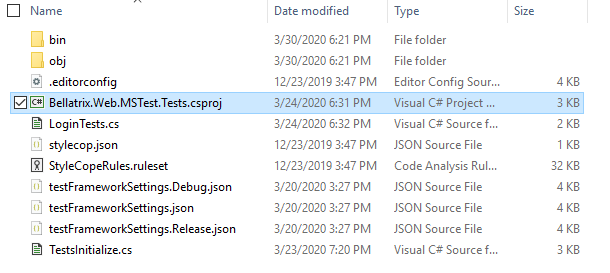 Name Date modified Type Size
bin 3/30/2020 6:21 PM File folder
obj 3/30/2020 6:21 PM File folder
.editorconfig 12/23/2019 3:47 PM Editor Config Sour... 4 KB
C# Bellatrix.Web.MSTest.Tests.csproj 3/24/2020 6:31 PM Visual C# Project ... 3 KB
C# LoginTests.cs 3/24/2020 6:32 PM Visual C# Source f... 2 KB
stylecop.json 12/23/2019 3:47 PM JSON Source File 1 KB
StyleCopeRules.ruleset 12/23/2019 3:47 PM Code Analysis Rul... 32 KB
testFrameworkSettings.Debug.json 3/20/2020 3:27 PM JSON Source File 4 KB
testFrameworkSettings.json 3/20/2020 3:27 PM JSON Source File 4 KB
testFrameworkSettings.Release.json 3/20/2020 3:27 PM JSON Source File 4 KB
C# TestsInitialize.cs 3/23/2020 7:20 PM Visual C# Source f... 3 KB